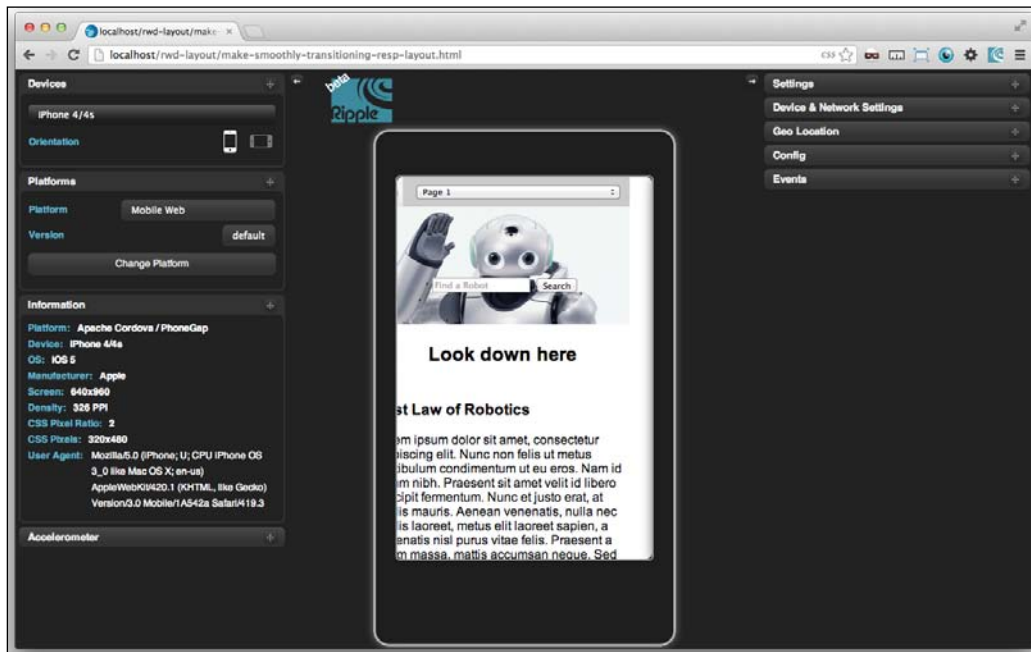 localhost/rwd-layout/make-
localhost/rwd-layout/make-smoothly-transitioning-resp-layout.html
CSS
Devices
iPhone 4/4s
Orientation
Platforms
Platform Mobile Web
Version default
Change Platform
Information
Platform: Apache Cordova / PhoneGap
Device: iPhone 4/4s
OS: iOS 5
Manufacturer: Apple
Screen: 640x960
Density: 326 PPI
CSS Pixel Ratio: 2
CSS Pixels: 320x480
User Agent: Mozilla/5.0 (iPhone; U; CPU iPhone OS
3_0 like Mac OS X; en-us)
AppleWebKit/420.1 (KHTML, like Gecko)
Version/3.0 Mobile/1A542a Safari/419.3
Accelerometer
beta
Ripple
Page 1
Find a Robot Search
Look down here
st Law of Robotics
em ipsum dolor sit amet, consectetur
piscing elit. Nunc non felis ut metus
tibulum condimentum ut eu eros. Nam id
m nibh. Praesent sit amet velit id libero
cipit fermentum. Nunc et justo erat, at
lis mauris. Aenean venenatis, nulla nec
lis laoreet, metus elit laoreet sapien, a
enatis nisl purus vitae felis. Praesent a
m massa, mattis accumsan neque. Sed
Settings
Device & Network Settings
Geo Location
Config
Events